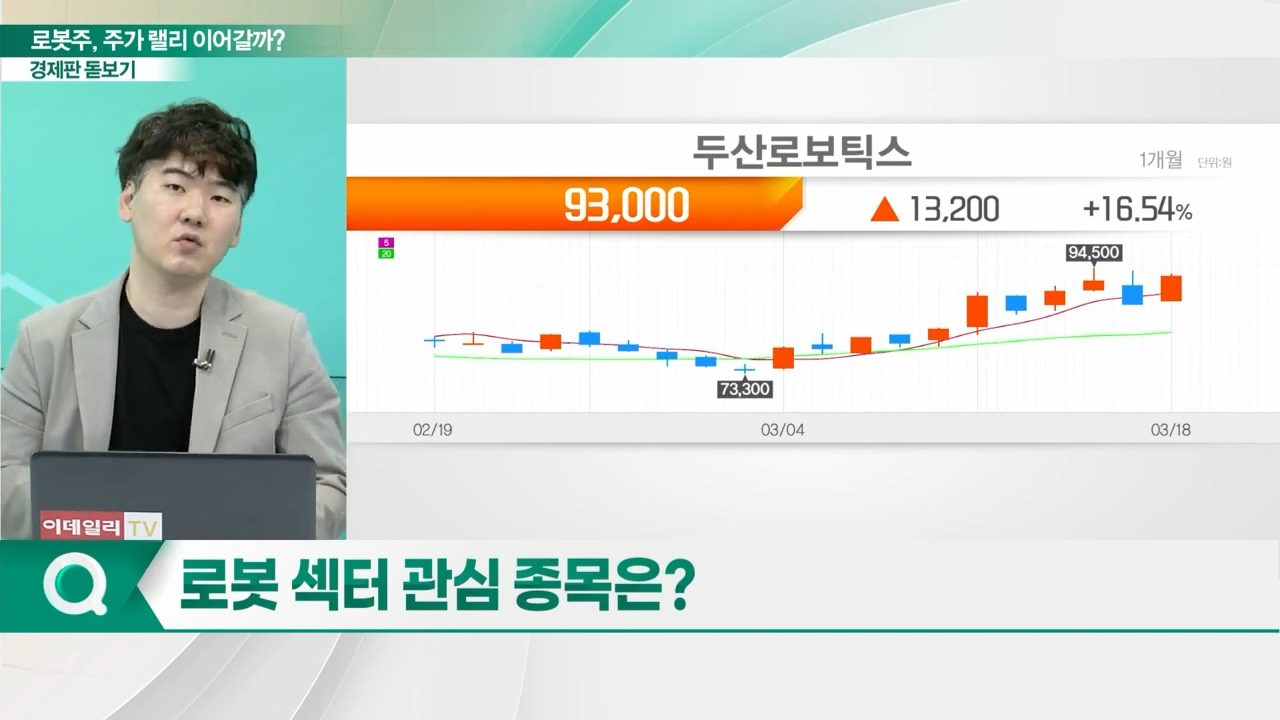 로봇주, 주가 랠리 이어갈까?
경제판 돋보기
두산로보틱스
1개월 단위:원
93,000 ▲ 13,200 +16.54%
5
20
94,500
73,300
02/19 03/04 03/18
이데일리 TV
Q 로봇 섹터 관심 종목은?